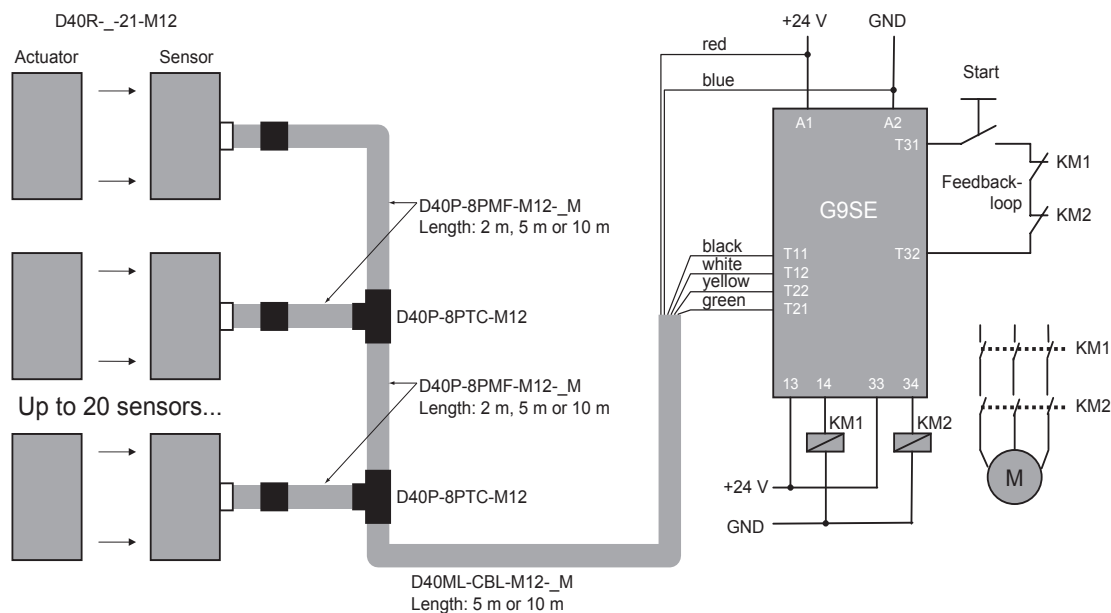 D40R-_-21-M12
Actuator
Sensor
+24 V
GND
red
blue
Start
A1
A2
T31
KM1
Feedback-
loop
KM2
G9SE
D40P-8PMF-M12-_M
Length: 2 m, 5 m or 10 m
black
white
yellow
green
T11
T12
T22
T21
T32
D40P-8PTC-M12
KM1
KM2
D40P-8PMF-M12-_M
Length: 2 m, 5 m or 10 m
Up to 20 sensors...
13
14
33
34
KM1
KM2
M
+24 V
GND
D40P-8PTC-M12
D40ML-CBL-M12-_M
Length: 5 m or 10 m